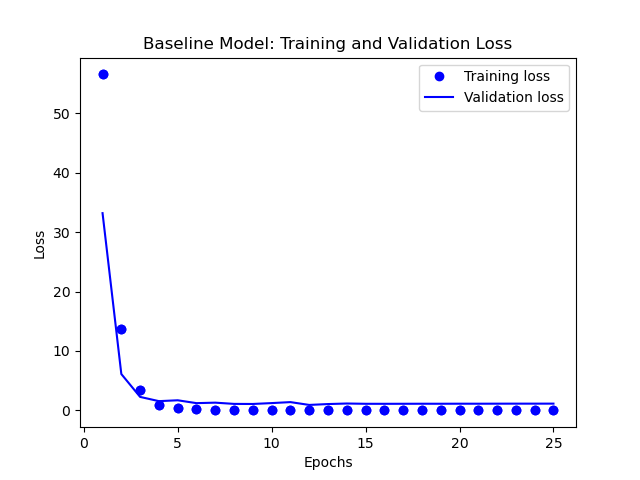 Baseline Model: Training and Validation Loss
Training loss
Validation loss
Loss
50
40
30
20
10
0
0 5 10 15 20 25
Epochs